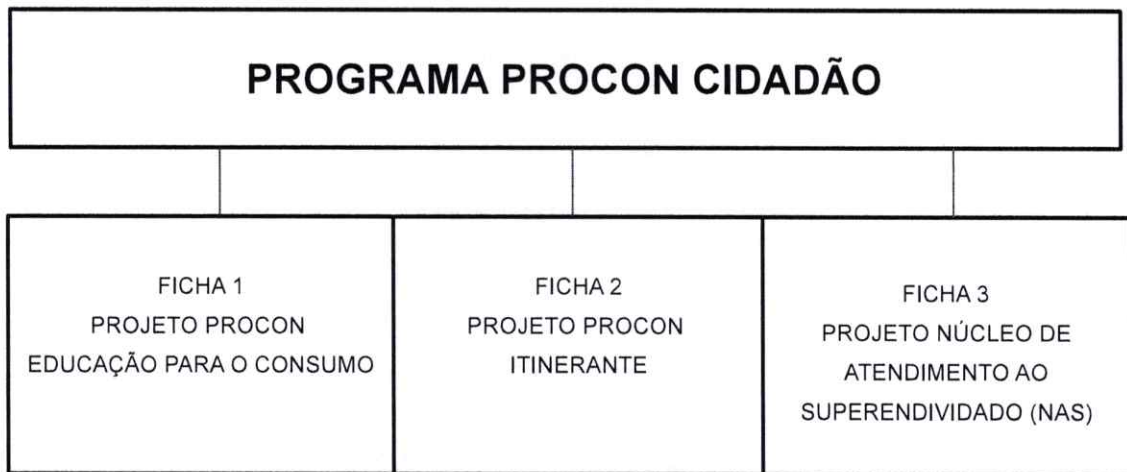 PROGRAMA PROCON CIDADÃO
FICHA 1
PROJETO PROCON
EDUCAÇÃO PARA O CONSUMO
FICHA 2
PROJETO PROCON
ITINERANTE
FICHA 3
PROJETO NÚCLEO DE
ATENDIMENTO AO
SUPERENDIVIDADO (NAS)